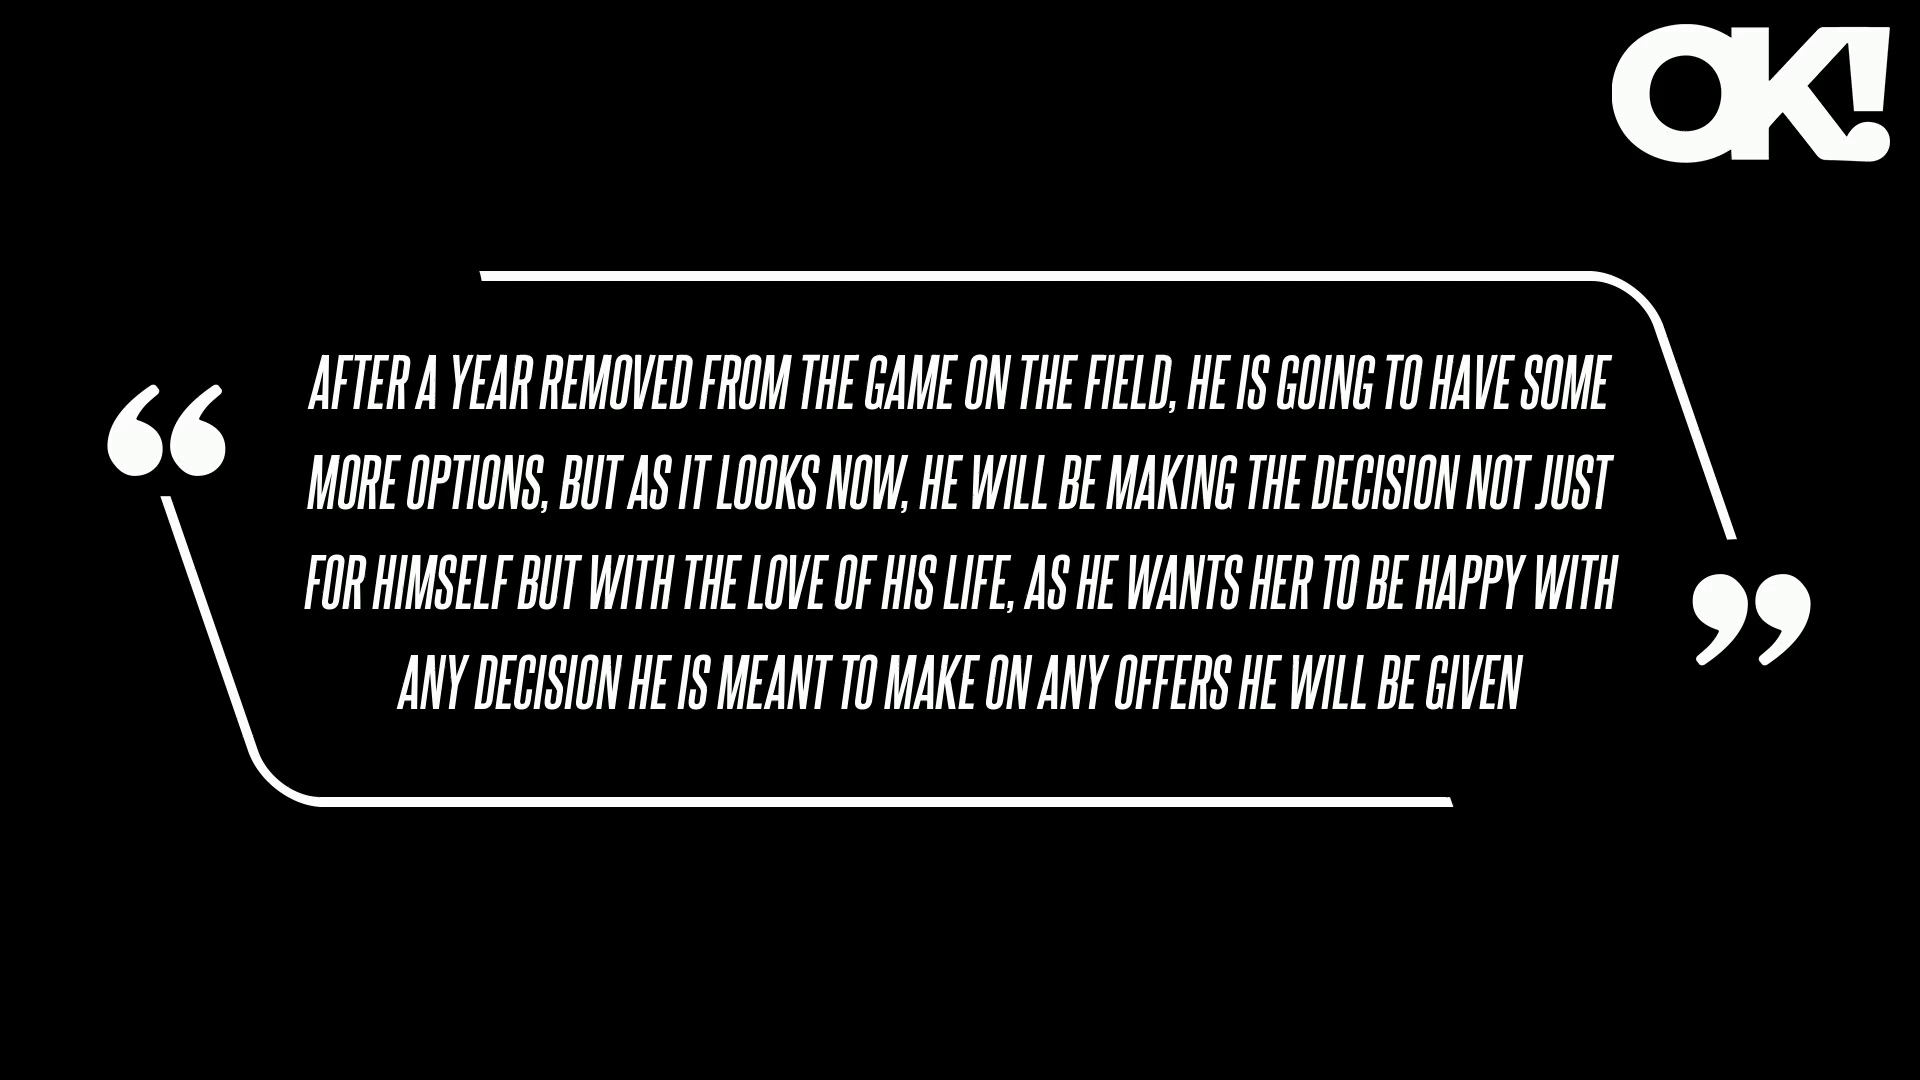 OK!
“
AFTER A YEAR REMOVED FROM THE GAME ON THE FIELD, HE IS GOING TO HAVE SOME
MORE OPTIONS, BUT AS IT LOOKS NOW, HE WILL BE MAKING THE DECISION NOT JUST
FOR HIMSELF BUT WITH THE LOVE OF HIS LIFE, AS HE WANTS HER TO BE HAPPY WITH
ANY DECISION HE IS MEANT TO MAKE ON ANY OFFERS HE WILL BE GIVEN
”